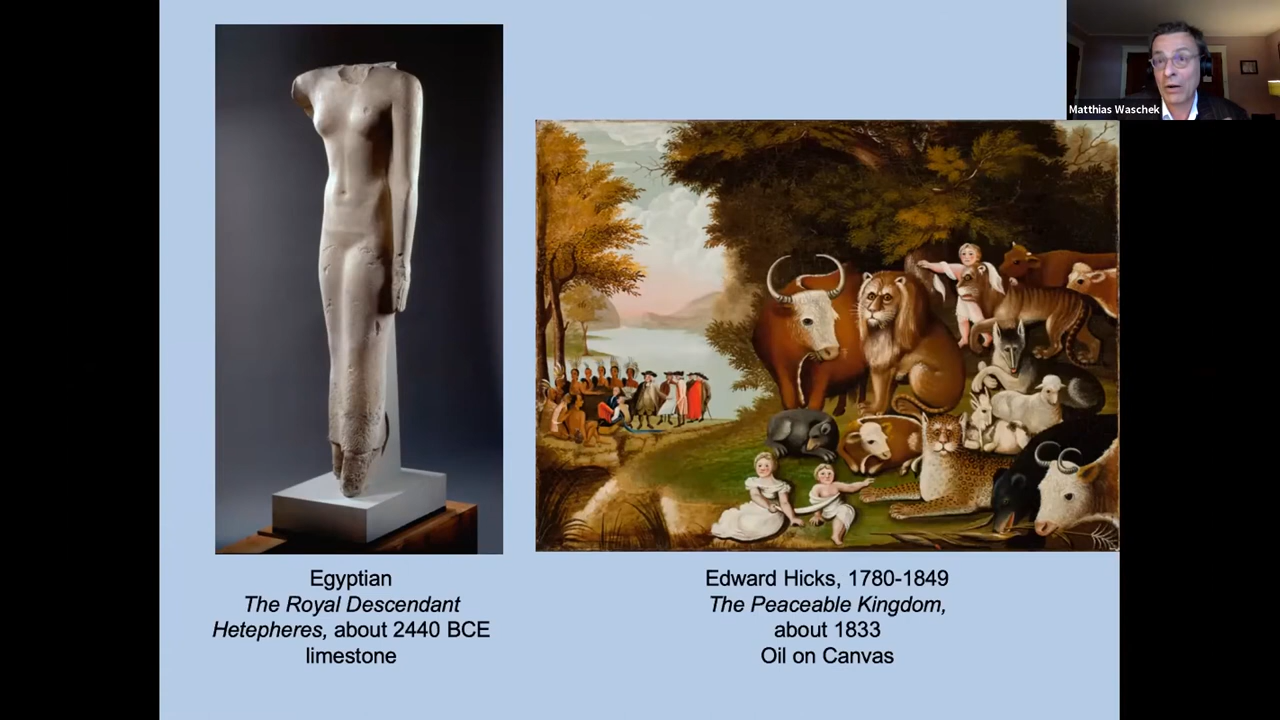 Matthias Waschek
Egyptian
The Royal Descendant
Hetepheres, about 2440 BCE
limestone
Edward Hicks, 1780-1849
The Peaceable Kingdom,
about 1833
Oil on Canvas